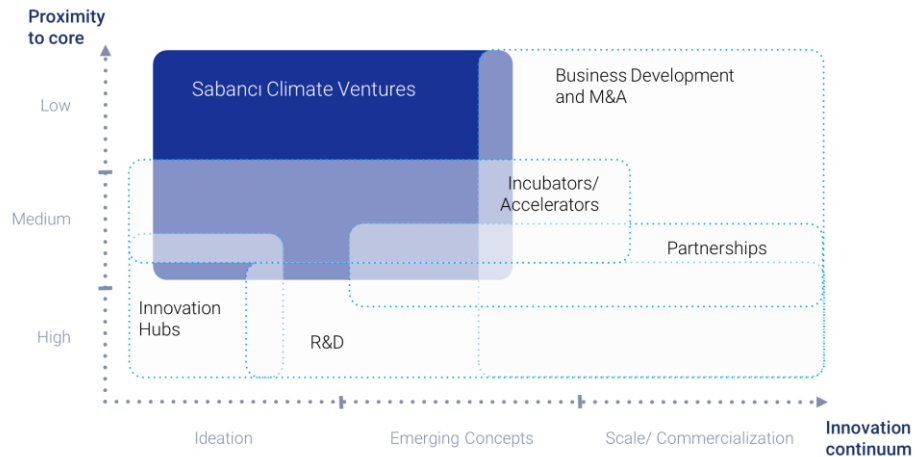 Proximity
to core
Low
Medium
High
Sabancı Climate Ventures
Business Development
and M&A
Incubators/
Accelerators
Partnerships
Innovation
Hubs
R&D
Ideation
Emerging Concepts
Scale/ Commercialization
Innovation
continuum